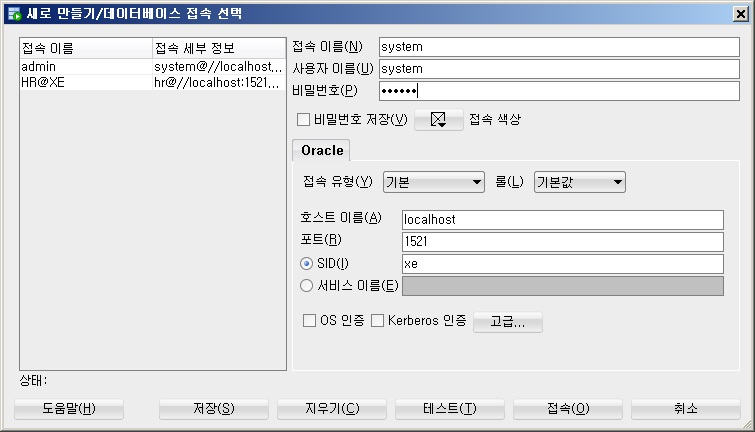 새로 만들기/데이터베이스 접속 선택
접속 이름 접속 세부 정보
admin system@//localhost...
HR@XE hr@//localhost:1521...
접속 이름(N) system
사용자 이름(U) system
비밀번호(P) ••••••
비밀번호 저장(V) 접속 색상
Oracle
접속 유형(Y) 기본 롤(L) 기본값
호스트 이름(A) localhost
포트(R) 1521
SID(I) xe
서비스 이름(E)
OS 인증 Kerberos 인증 고급...
상태:
도움말(H) 저장(S) 지우기(C) 테스트(T) 접속(O) 취소